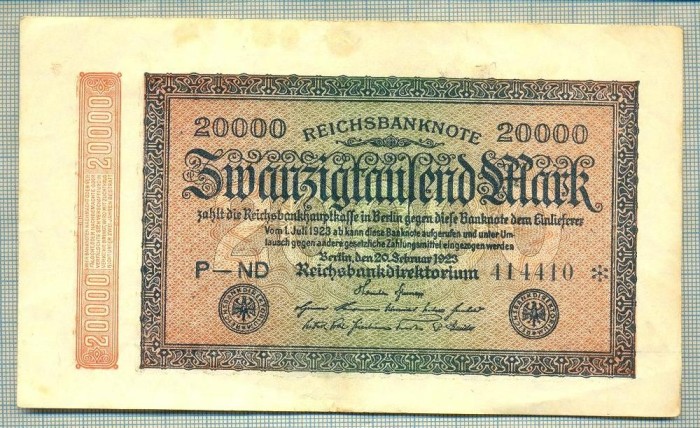 20000 REICHSBANKNOTE 20000
Zwanzigtausend Mark
zahlt die Reichsbankhauptkasse in Berlin gegen diese Banknote dem Einlieferer
Vom 1. Juli 1923 ab kann diese Banknote aufgerufen und unter Um-
tausch gegen andere gesetzliche Zahlungsmittel eingezogen werden
Berlin, den 20. Februar 1923
P–ND Reichsbankdirektorium 414410 *
20000
20000
20000